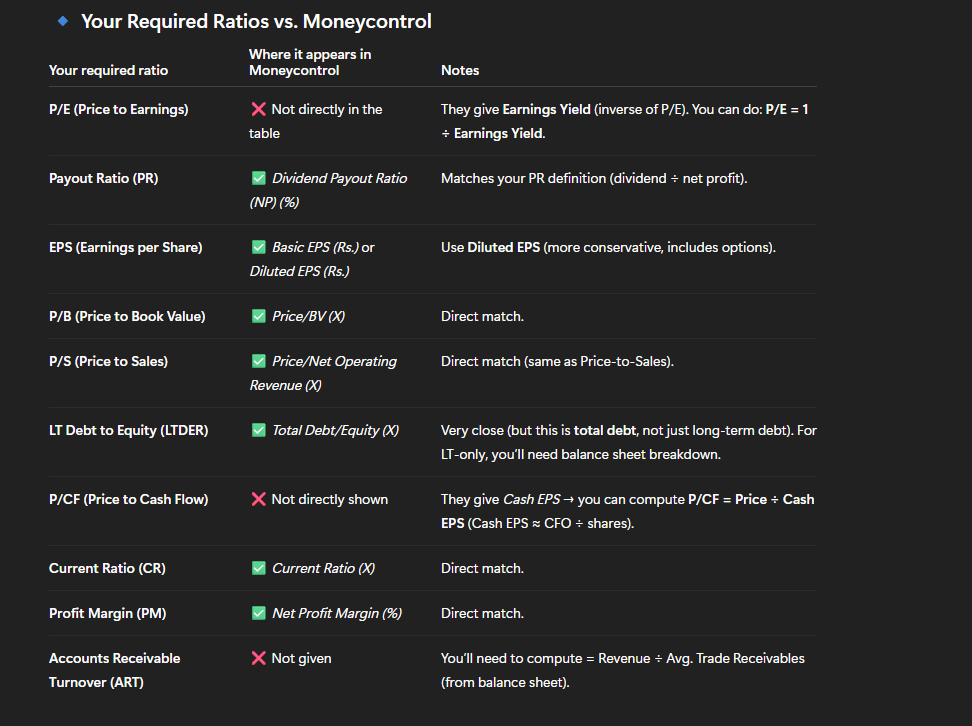 Your Required Ratios vs. Moneycontrol
Your required ratio
Where it appears in
Moneycontrol
Notes
P/E (Price to Earnings)
❌ Not directly in the
table
They give Earnings Yield (inverse of P/E). You can do: P/E = 1
÷ Earnings Yield.
Payout Ratio (PR)
✅ Dividend Payout Ratio
(NP) (%)
Matches your PR definition (dividend ÷ net profit).
EPS (Earnings per Share)
✅ Basic EPS (Rs.) or
Diluted EPS (Rs.)
Use Diluted EPS (more conservative, includes options).
P/B (Price to Book Value)
✅ Price/BV (X)
Direct match.
P/S (Price to Sales)
✅ Price/Net Operating
Revenue (X)
Direct match (same as Price-to-Sales).
LT Debt to Equity (LTDER)
✅ Total Debt/Equity (X)
Very close (but this is total debt, not just long-term debt). For
LT-only, you’ll need balance sheet breakdown.
P/CF (Price to Cash Flow)
❌ Not directly shown
They give Cash EPS → you can compute P/CF = Price ÷ Cash
EPS (Cash EPS ≈ CFO ÷ shares).
Current Ratio (CR)
✅ Current Ratio (X)
Direct match.
Profit Margin (PM)
✅ Net Profit Margin (%)
Direct match.
Accounts Receivable
Turnover (ART)
❌ Not given
You’ll need to compute = Revenue ÷ Avg. Trade Receivables
(from balance sheet).